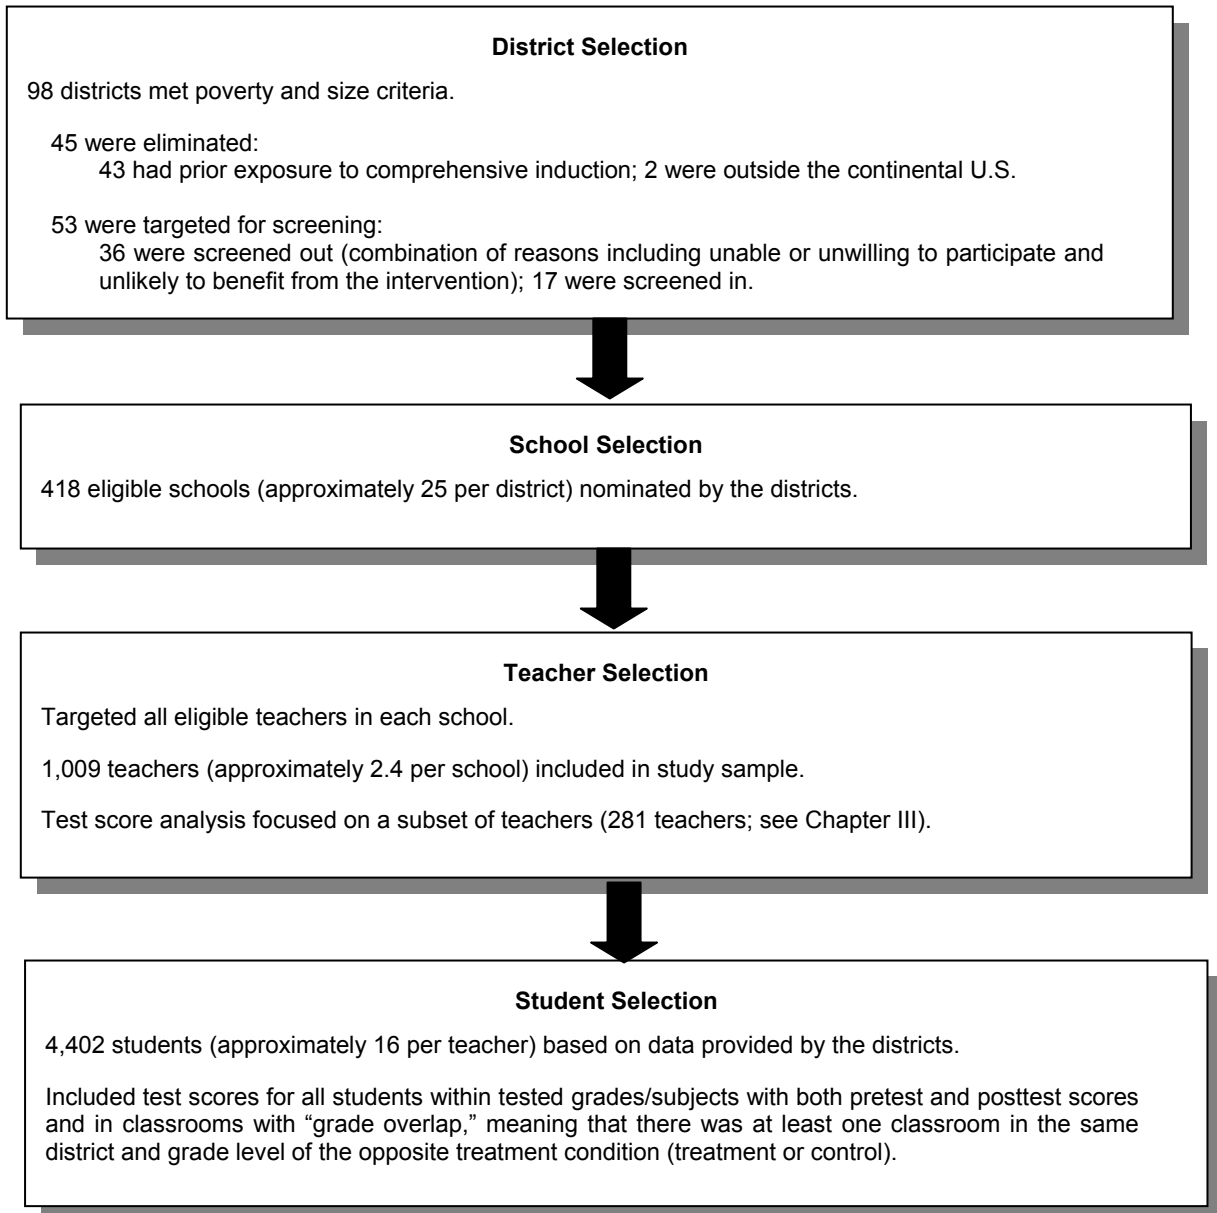 District Selection
98 districts met poverty and size criteria.
45 were eliminated:
43 had prior exposure to comprehensive induction; 2 were outside the continental U.S.
53 were targeted for screening:
36 were screened out (combination of reasons including unable or unwilling to participate and
unlikely to benefit from the intervention); 17 were screened in.
School Selection
418 eligible schools (approximately 25 per district) nominated by the districts.
Teacher Selection
Targeted all eligible teachers in each school.
1,009 teachers (approximately 2.4 per school) included in study sample.
Test score analysis focused on a subset of teachers (281 teachers; see Chapter III).
Student Selection
4,402 students (approximately 16 per teacher) based on data provided by the districts.
Included test scores for all students within tested grades/subjects with both pretest and posttest scores
and in classrooms with “grade overlap,” meaning that there was at least one classroom in the same
district and grade level of the opposite treatment condition (treatment or control).